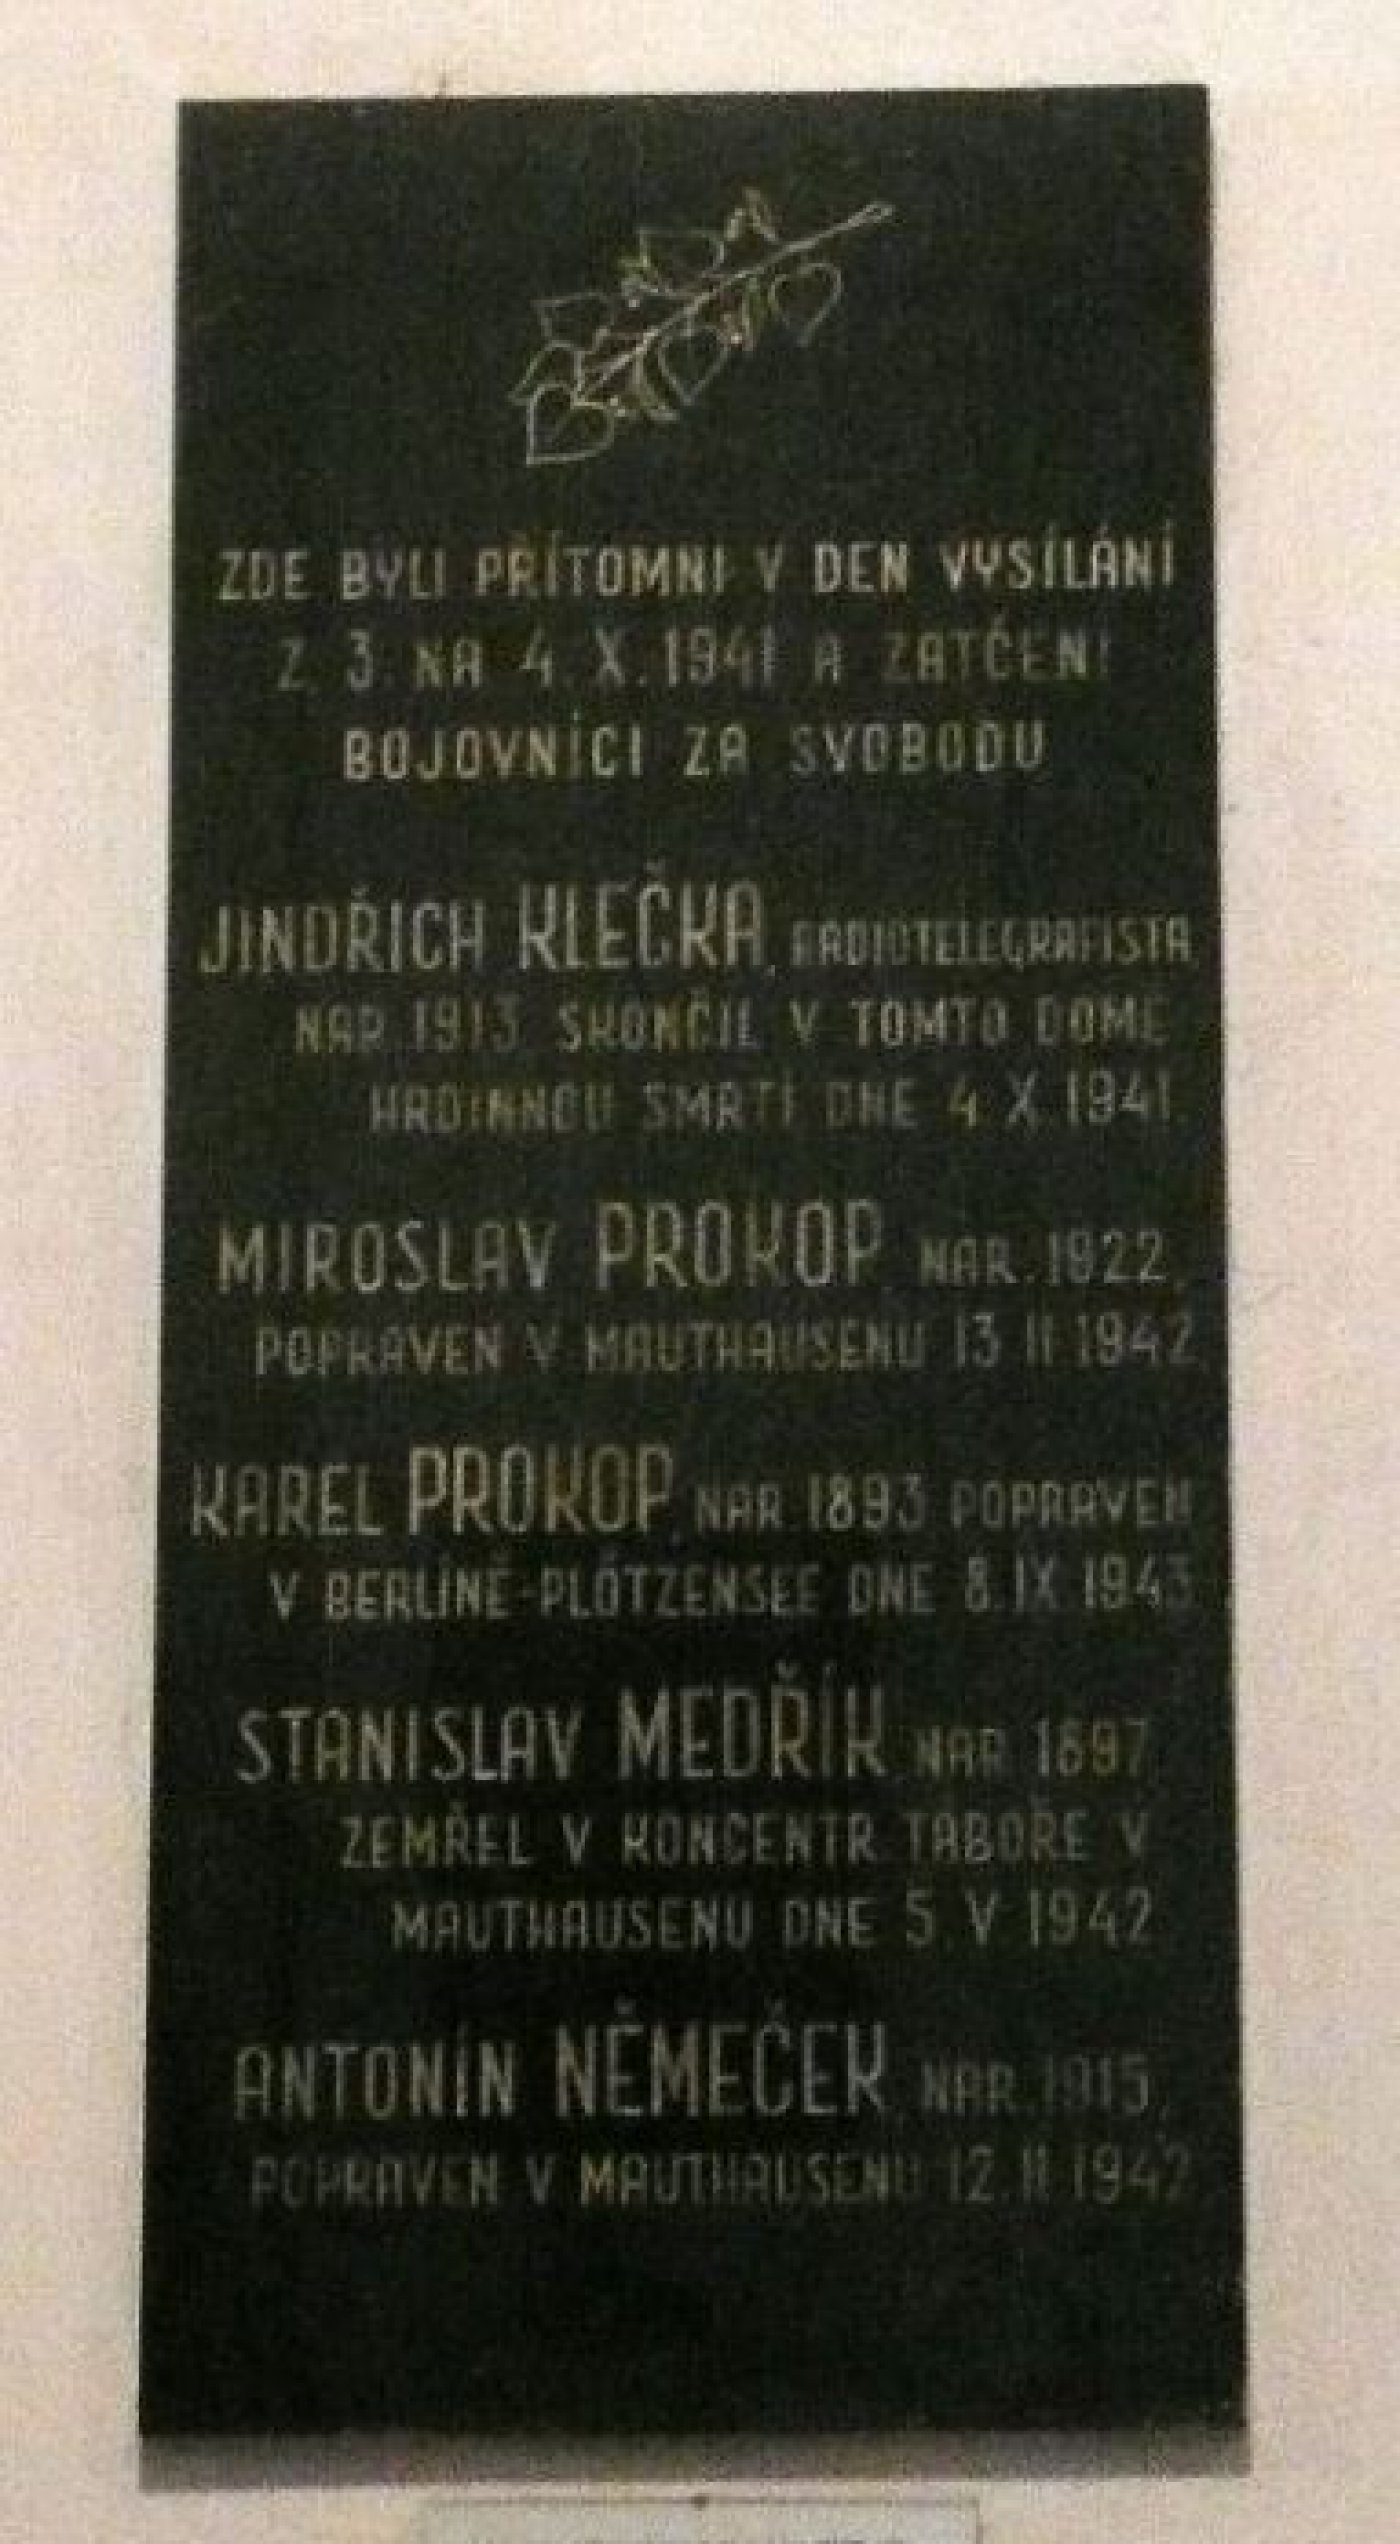 ZDE BYLI PŘÍTOMNI V DEN VYSÍLÁNÍ
Z 3. NA 4. X. 1941 A ZATČENI
BOJOVNÍCI ZA SVOBODU
JINDŘICH KLEČKA, RADIOTELEGRAFISTA,
NAR. 1913, SKONČIL V TOMTO DOMĚ
HRDINNOU SMRTÍ DNE 4. X. 1941.
MIROSLAV PROKOP, NAR. 1922,
POPRAVEN V MAUTHAUSENU 13 II 1942,
KAREL PROKOP, NAR. 1893 POPRAVEN
V BERLÍNĚ-PLÖTZENSEE DNE 8. IX 1943
STANISLAV MEDŘÍK, NAR. 1897
ZEMŘEL V KONCENTR TÁBOŘE V
MAUTHAUSENU DNE 5. V 1942
ANTONÍN NĚMEČEK, NAR. 1915,
POPRAVEN V MAUTHAUSENU 12. II 1942